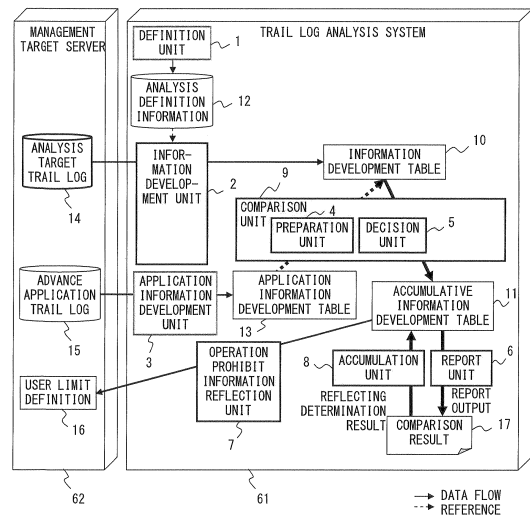 MANAGEMENT
TARGET SERVER
TRAIL LOG ANALYSIS SYSTEM
DEFINITION
UNIT
1
ANALYSIS
DEFINITION
INFORMATION
12
ANALYSIS
TARGET
TRAIL LOG
14
INFOR-
MATION
DEVELOP-
MENT UNIT
2
INFORMATION
DEVELOPMENT TABLE
10
9
COMPARISON
UNIT
4
PREPARATION
UNIT
DECISION
UNIT
5
ADVANCE
APPLICATION
TRAIL LOG
15
APPLICATION
INFORMATION
DEVELOPMENT
UNIT
3
APPLICATION
INFORMATION
DEVELOPMENT
TABLE
13
ACCUMULATIVE
INFORMATION
DEVELOPMENT TABLE
11
OPERATION
PROHIBIT
INFORMATION
REFLECTION
UNIT
7
8
ACCUMULATION
UNIT
REPORT
UNIT
6
USER LIMIT
DEFINITION
16
REFLECTING
DETERMINATION
RESULT
REPORT
OUTPUT
COMPARISON
RESULT
17
62
61
DATA FLOW
REFERENCE